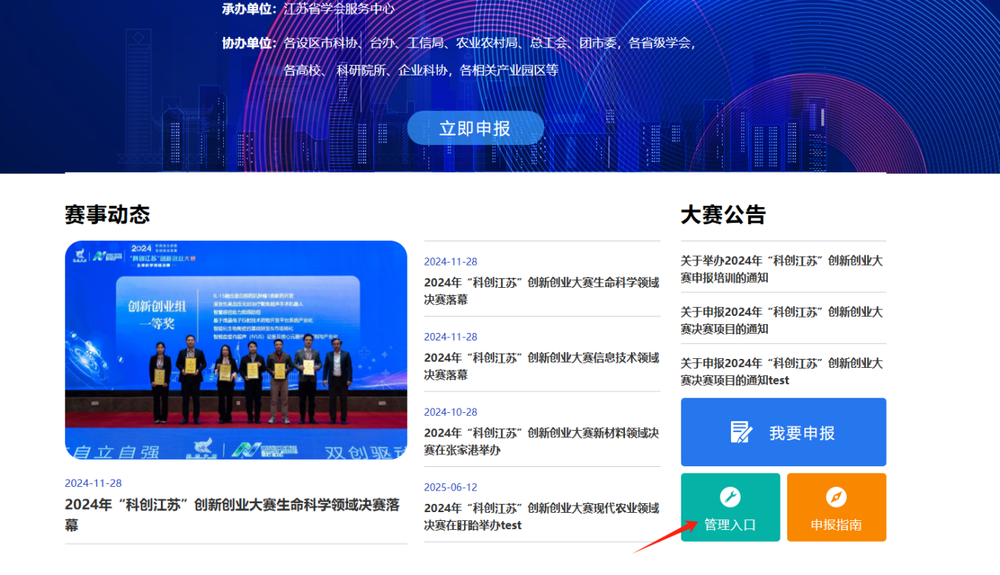 承办单位：江苏省学会服务中心
协办单位：各设区市科协、台办、工信局、农业农村局、总工会、团市委，各省级学会，
各高校、 科研院所、企业科协，各相关产业园区等
立即申报
赛事动态
2024
“科创江苏”创新创业大赛
创新创业组
一等奖
自立自强
双创驱动
2024-11-28
2024年“科创江苏”创新创业大赛生命科学领域决赛落
幕
2024-11-28
2024年“科创江苏”创新创业大赛生命科学领域
决赛落幕
2024-11-28
2024年“科创江苏”创新创业大赛信息技术领域
决赛落幕
2024-10-28
2024年“科创江苏”创新创业大赛新材料领域决
赛在张家港举办
2025-06-12
2024年“科创江苏”创新创业大赛现代农业领域
决赛在盱眙举办test
大赛公告
关于举办2024年“科创江苏”创新创业大
赛申报培训的通知
关于申报2024年“科创江苏”创新创业大
赛决赛项目的通知
关于申报2024年“科创江苏”创新创业大
赛决赛项目的通知test
我要申报
管理入口
申报指南